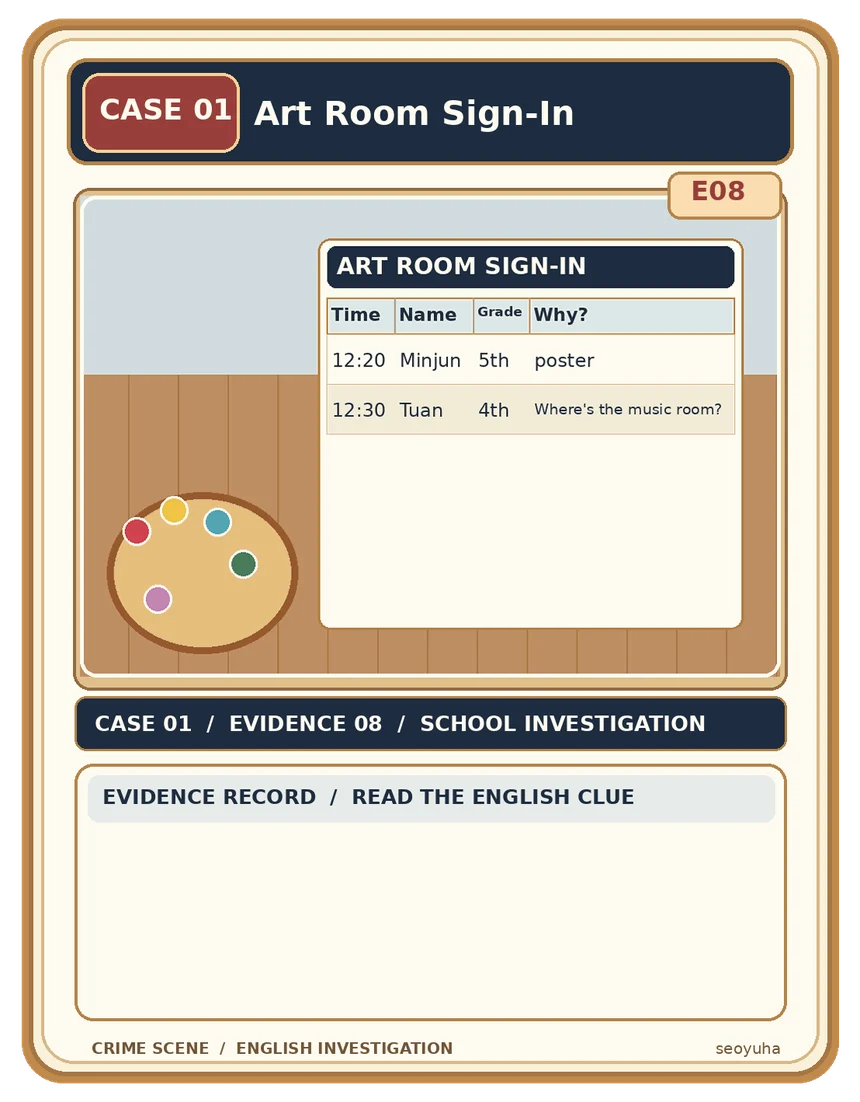 CASE 01 Art Room Sign-In
E08
ART ROOM SIGN-IN
Time Name Grade Why?
12:20 Minjun 5th poster
12:30 Tuan 4th Where's the music room?
CASE 01 / EVIDENCE 08 / SCHOOL INVESTIGATION
EVIDENCE RECORD / READ THE ENGLISH CLUE
CRIME SCENE / ENGLISH INVESTIGATION seoyuha